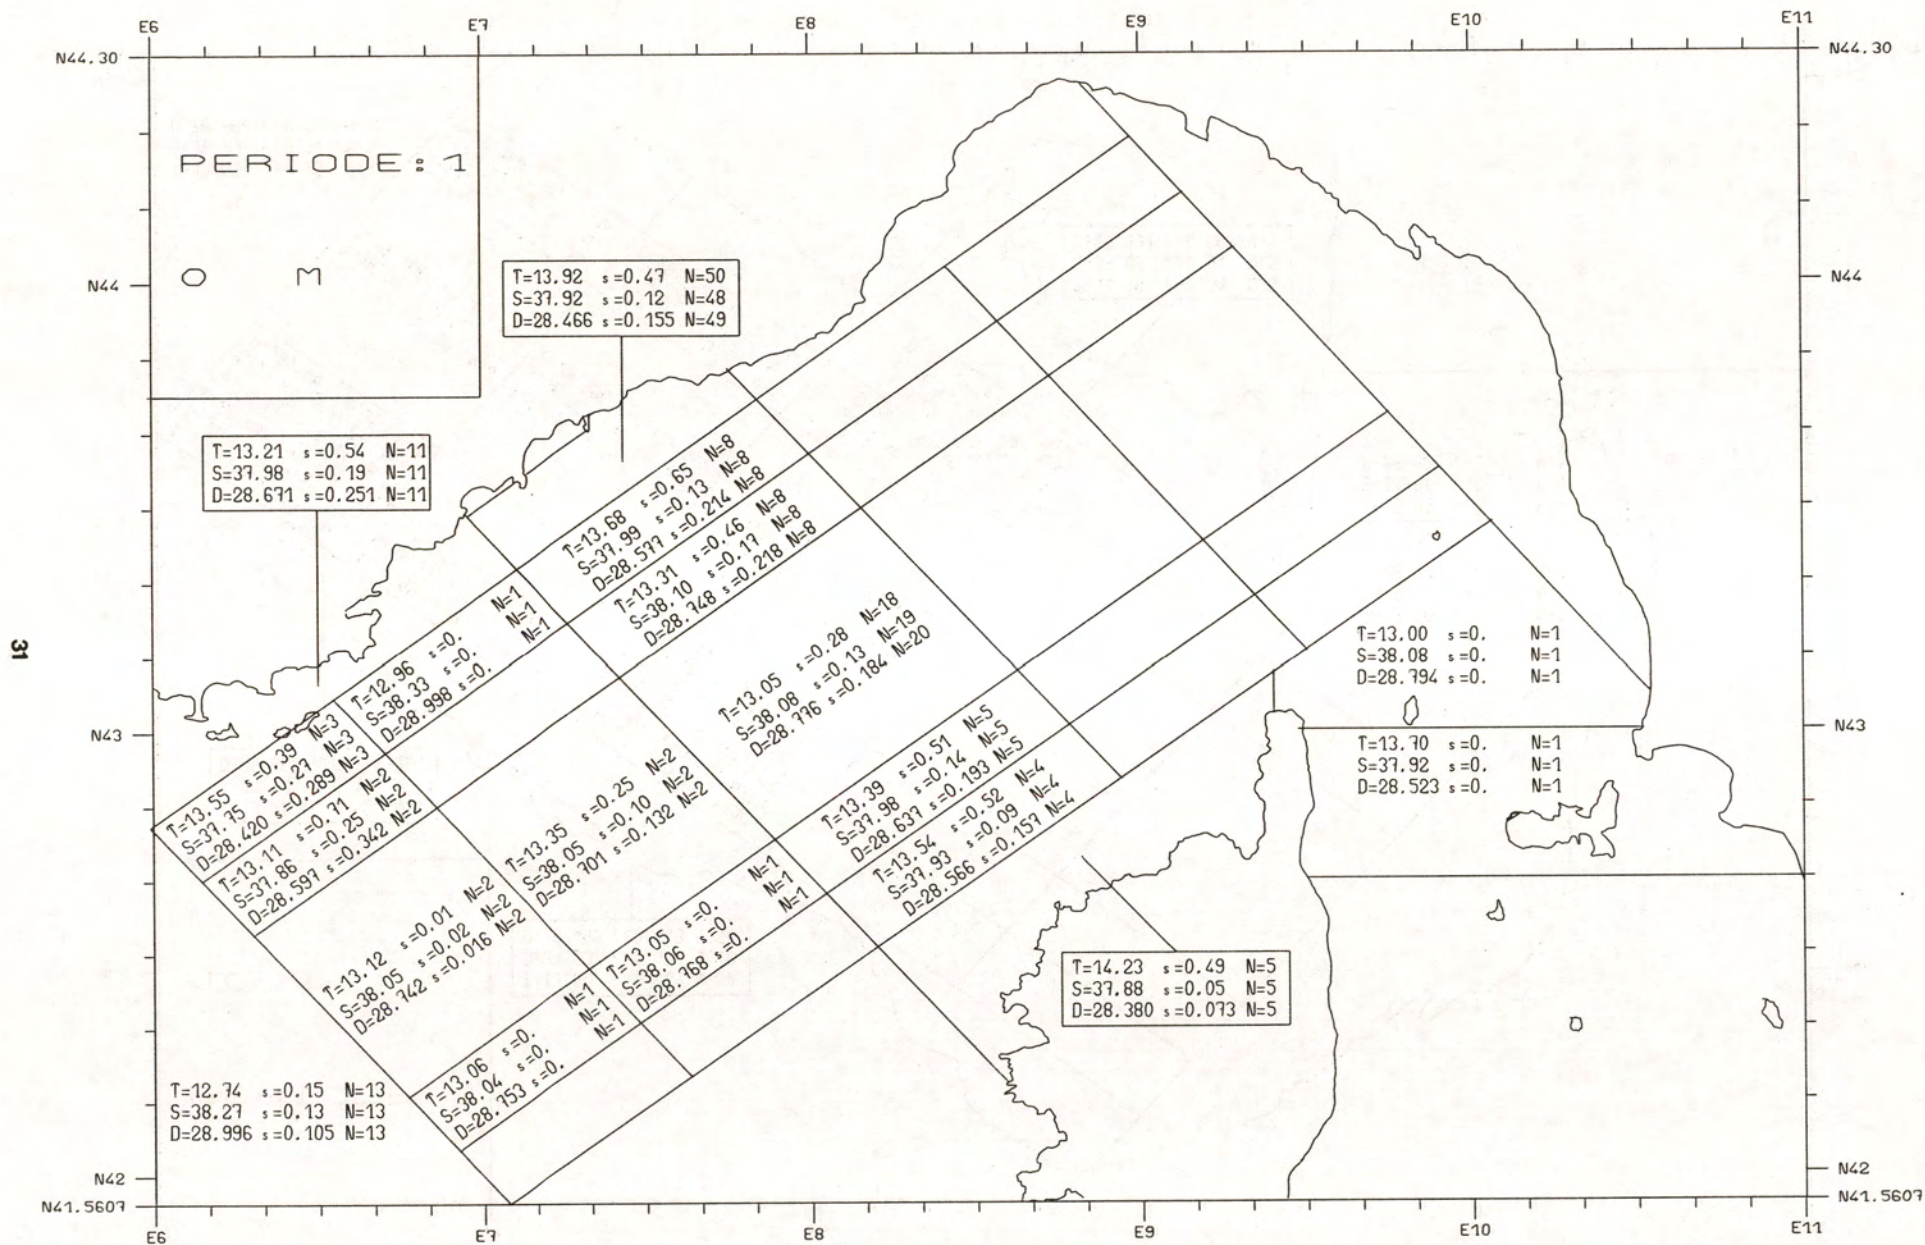 E6 E7 E8 E9 E10 E11
N44.30 N44.30
PERIODE:1
O M
N44 N44
T=13.92 s=0.47 N=50
S=37.92 s=0.12 N=48
D=28.466 s=0.155 N=49
T=13.21 s=0.54 N=11
S=37.98 s=0.19 N=11
D=28.671 s=0.251 N=11
T=13.68 s=0.65 N=8
S=37.99 s=0.13 N=8
D=28.577 s=0.214 N=8
T=13.31 s=0.46 N=8
S=38.10 s=0.17 N=8
D=28.748 s=0.218 N=8
T=12.96 s=0. N=1
S=38.33 s=0. N=1
D=28.998 s=0. N=1
T=13.05 s=0.28 N=18
S=38.08 s=0.13 N=19
D=28.776 s=0.184 N=20
T=13.00 s=0. N=1
S=38.08 s=0. N=1
D=28.794 s=0. N=1
31
N43 N43
T=13.55 s=0.39 N=3
S=37.75 s=0.27 N=3
D=28.420 s=0.289 N=3
T=13.11 s=0.71 N=2
S=37.86 s=0.25 N=2
D=28.597 s=0.342 N=2
T=13.35 s=0.25 N=2
S=38.05 s=0.10 N=2
D=28.701 s=0.132 N=2
T=13.39 s=0.51 N=5
S=37.98 s=0.14 N=5
D=28.637 s=0.193 N=5
T=13.54 s=0.52 N=4
S=37.93 s=0.09 N=4
D=28.566 s=0.157 N=4
T=13.70 s=0. N=1
S=37.92 s=0. N=1
D=28.523 s=0. N=1
T=13.12 s=0.01 N=2
S=38.05 s=0.02 N=2
D=28.742 s=0.016 N=2
T=13.05 s=0. N=1
S=38.06 s=0. N=1
D=28.768 s=0. N=1
T=14.23 s=0.49 N=5
S=37.88 s=0.05 N=5
D=28.380 s=0.073 N=5
T=13.06 s=0. N=1
S=38.04 s=0. N=1
D=28.753 s=0. N=1
T=12.74 s=0.15 N=13
S=38.27 s=0.13 N=13
D=28.996 s=0.105 N=13
N42 N42
N41.5607 N41.5607
E6 E7 E8 E9 E10 E11